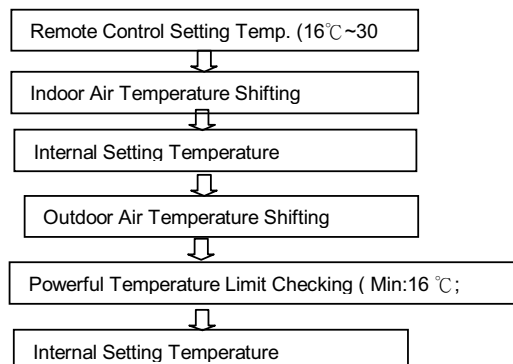 Remote Control Setting Temp. (16℃~30
Indoor Air Temperature Shifting
Internal Setting Temperature
Outdoor Air Temperature Shifting
Powerful Temperature Limit Checking ( Min:16 ℃;
Internal Setting Temperature